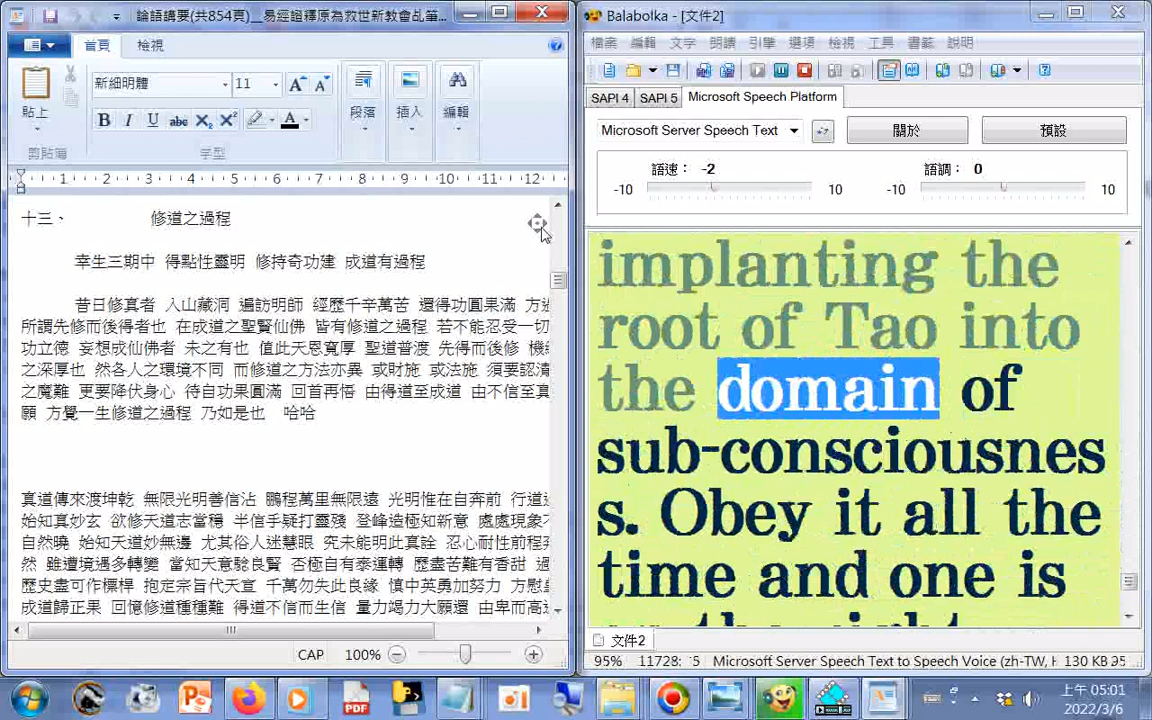 論語講要(共854頁)__易經證釋原為救世新教會乩筆...
首頁
檢視
貼上
剪貼簿
新細明體
11
B I U abc X₂ X²
A
字型
段落
插入
編輯
1 2 3 4 5 6 7 8 9 10 11 12
十三、 修道之過程
幸生三期中 得點性靈明 修持奇功建 成道有過程
昔日修真者 入山藏洞 遍訪明師 經歷千辛萬苦 還得功圓果滿 方
所謂先修而後得者也 在成道之聖賢仙佛 皆有修道之過程 若不能忍受一切
功立德 妄想成仙佛者 未之有也 值此天恩寬厚 聖道普渡 先得而後修
之深厚也 然各人之環境不同 而修道之方法亦異 或財施 或法施 須要認清
之魔難 更要降伏身心 待自功果圓滿 回首再悟 由得道至成道 由不信至真
願 方覺一生修道之過程 乃如是也 哈哈
真道傳來渡坤乾 無限光明善信沾 鵬程萬里無限遠 光明惟在自奔前 行道
始知真妙玄 欲修天道志當穩 半信手疑打靈殘 登峰造極知新意 處處現象
自然曉 始知天道妙無邊 尤其俗人迷慧眼 究未能明此真詮 忍心耐性前程
然 雖遭境遇多轉變 當知天意驗良賢 否極自有泰運轉 歷盡苦難有香甜
歷史盡可作標桿 抱定宗旨代天宣 千萬勿失此良緣 慎中英勇加努力 方慰
成道歸正果 回憶修道種種難 得道不信而生信 量力竭力大願還 由卑而高
CAP 100%
Balabolka - [文件2]
檔案 編輯 文字 朗讀 引擎 選項 檢視 工具 書籤 說明
SAPI 4 SAPI 5 Microsoft Speech Platform
Microsoft Server Speech Text
關於
預設
語速： -2
語調： 0
-10 10 -10 10
implanting the
root of Tao into
the domain of
sub-consciousnes
s. Obey it all the
time and one is
文件2
95% Microsoff Server Speech Text to Speech Voice (zh-TW, 130 KB
上午 05:01
2022/3/6